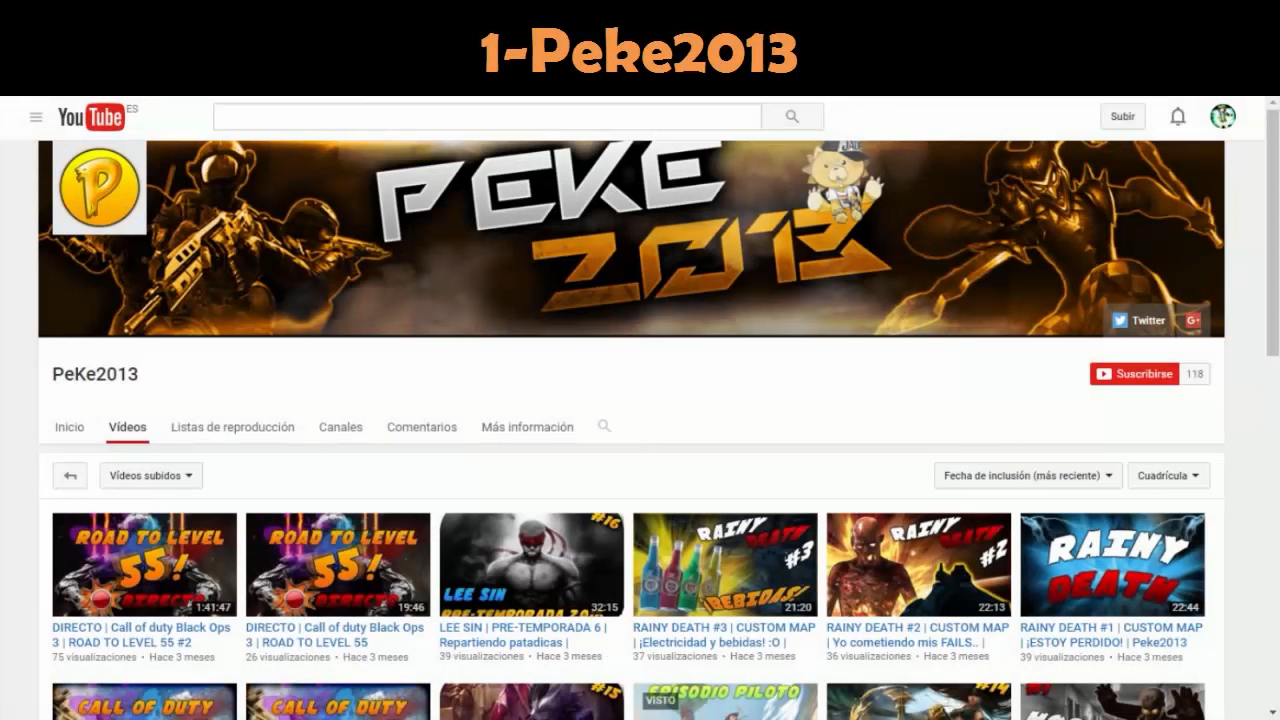 1-Peke2013
YouTube ES
Subir
P
PEKE
2013
Twitter G+
PeKe2013
Suscribirse 118
Inicio Vídeos Listas de reproducción Canales Comentarios Más información
Vídeos subidos Fecha de inclusión (más reciente) Cuadrícula
ROAD TO LEVEL
55!
DIRECTO
1:41:47
DIRECTO | Call of duty Black Ops
3 | ROAD TO LEVEL 55 #2
75 visualizaciones • Hace 3 meses
ROAD TO LEVEL
55!
DIRECTO
19:46
DIRECTO | Call of duty Black Ops
3 | ROAD TO LEVEL 55
26 visualizaciones • Hace 3 meses
#16
LEE SIN
PRE-TEMPORADA
32:15
LEE SIN | PRE-TEMPORADA 6 |
Repartiendo patadicas |
39 visualizaciones • Hace 3 meses
RAINY
DEATH
#3
BEBIDAS!
21:20
RAINY DEATH #3 | CUSTOM MAP
| ¡Electricidad y bebidas! :O |
37 visualizaciones • Hace 3 meses
RAINY
DEATH
#2
22:13
RAINY DEATH #2 | CUSTOM MAP
| Yo cometiendo mis FAILS.. |
36 visualizaciones • Hace 3 meses
RAINY
DEATH
22:44
RAINY DEATH #1 | CUSTOM MAP
| ¡ESTOY PERDIDO! | Peke2013
39 visualizaciones • Hace 3 meses
CALL OF DUTY
CALL OF DUTY
#15
VISTO
EPISODIO PILOTO
#14
#1